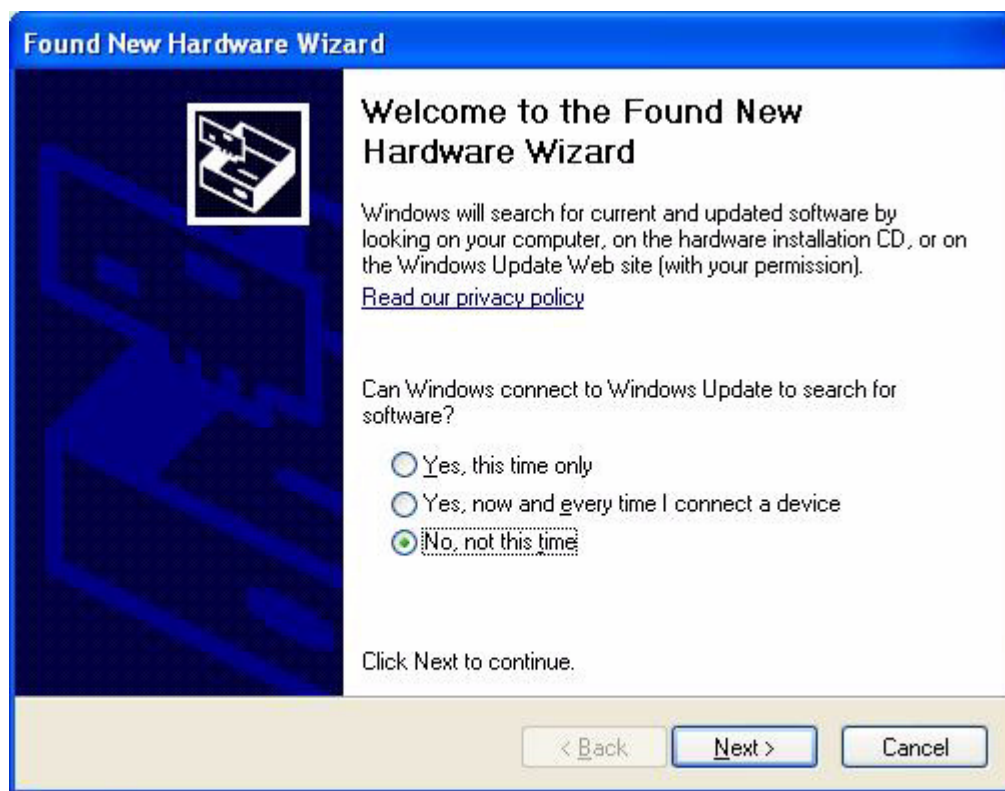 Found New Hardware Wizard
Welcome to the Found New
Hardware Wizard
Windows will search for current and updated software by
looking on your computer, on the hardware installation CD, or on
the Windows Update Web site (with your permission).
Read our privacy policy
Can Windows connect to Windows Update to search for
software?
Yes, this time only
Yes, now and every time I connect a device
No, not this time
Click Next to continue.
< Back
Next >
Cancel